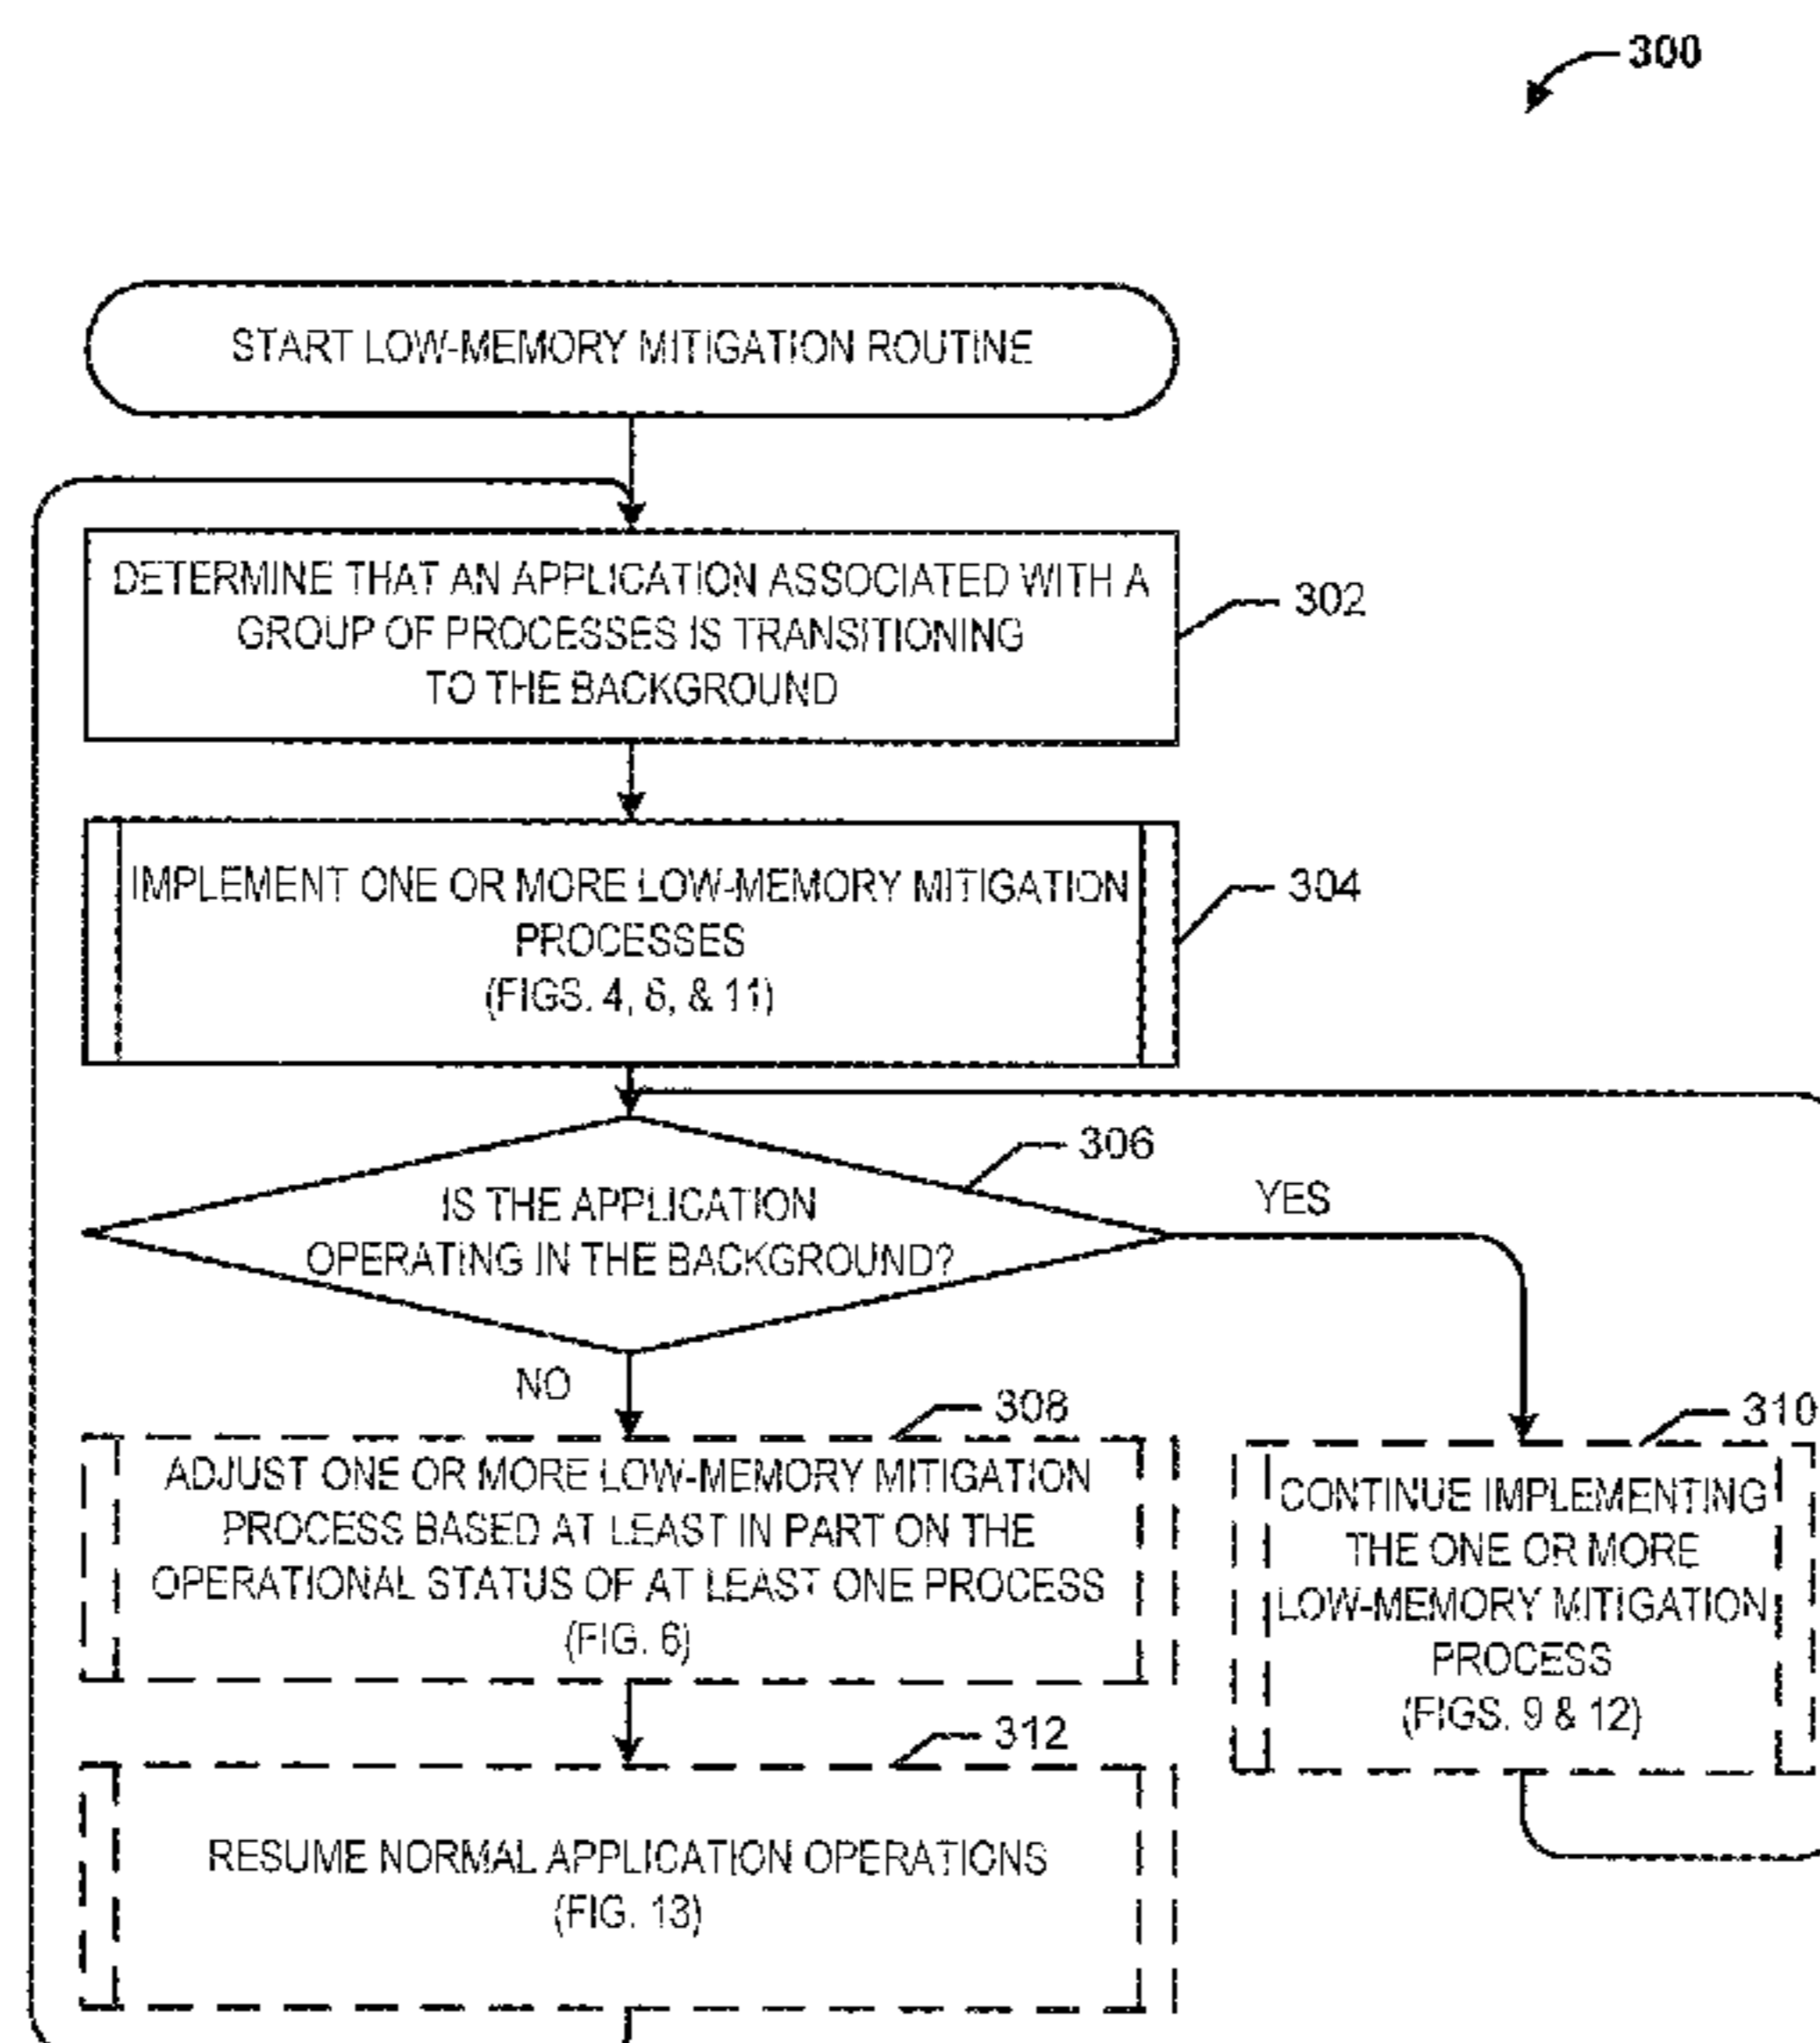 300
START LOW-MEMORY MITIGATION ROUTINE
DETERMINE THAT AN APPLICATION ASSOCIATED WITH A
GROUP OF PROCESSES IS TRANSITIONING
TO THE BACKGROUND
302
IMPLEMENT ONE OR MORE LOW-MEMORY MITIGATION
PROCESSES
(FIGS. 4, 6, & 11)
304
306
IS THE APPLICATION
OPERATING IN THE BACKGROUND?
YES
NO
308
ADJUST ONE OR MORE LOW-MEMORY MITIGATION
PROCESS BASED AT LEAST IN PART ON THE
OPERATIONAL STATUS OF AT LEAST ONE PROCESS
(FIG. 6)
310
CONTINUE IMPLEMENTING
THE ONE OR MORE
LOW-MEMORY MITIGATION
PROCESS
(FIGS. 9 & 12)
312
RESUME NORMAL APPLICATION OPERATIONS
(FIG. 13)